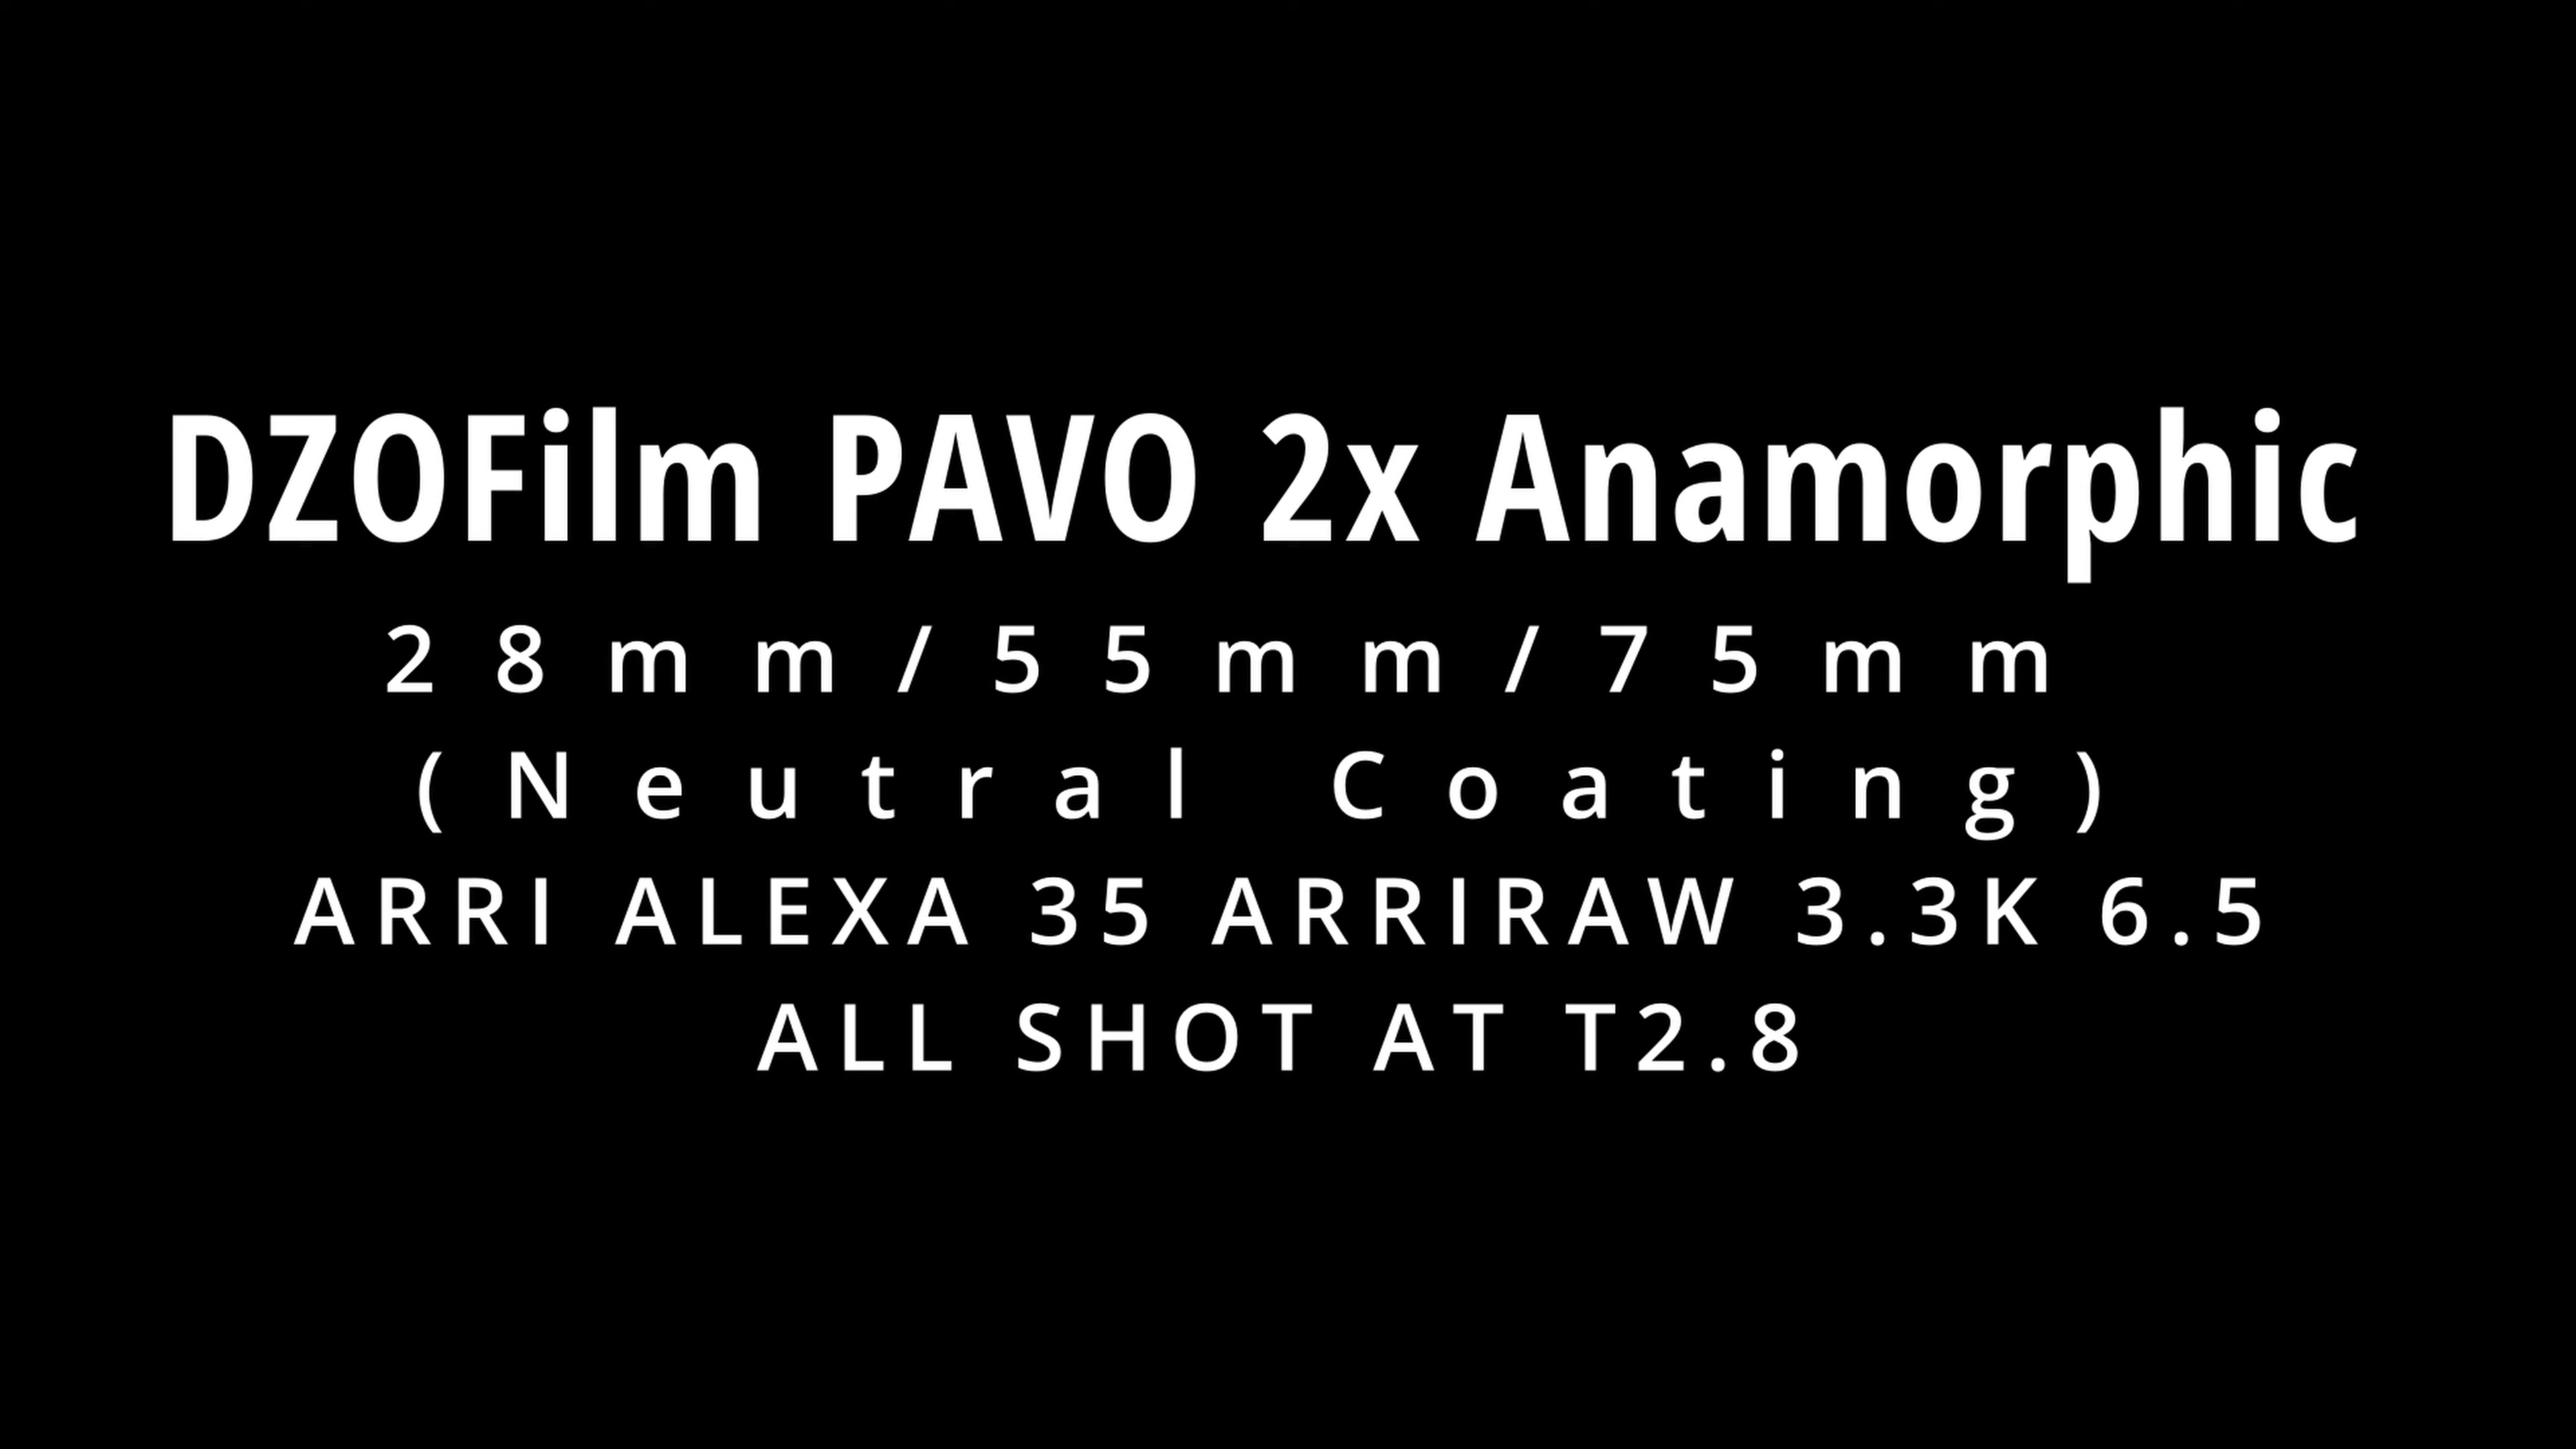 DZOFilm PAVO 2x Anamorphic
28mm/55mm/75mm
(Neutral Coating)
ARRI ALEXA 35 ARRIRAW 3.3K 6.5
ALL SHOT AT T2.8